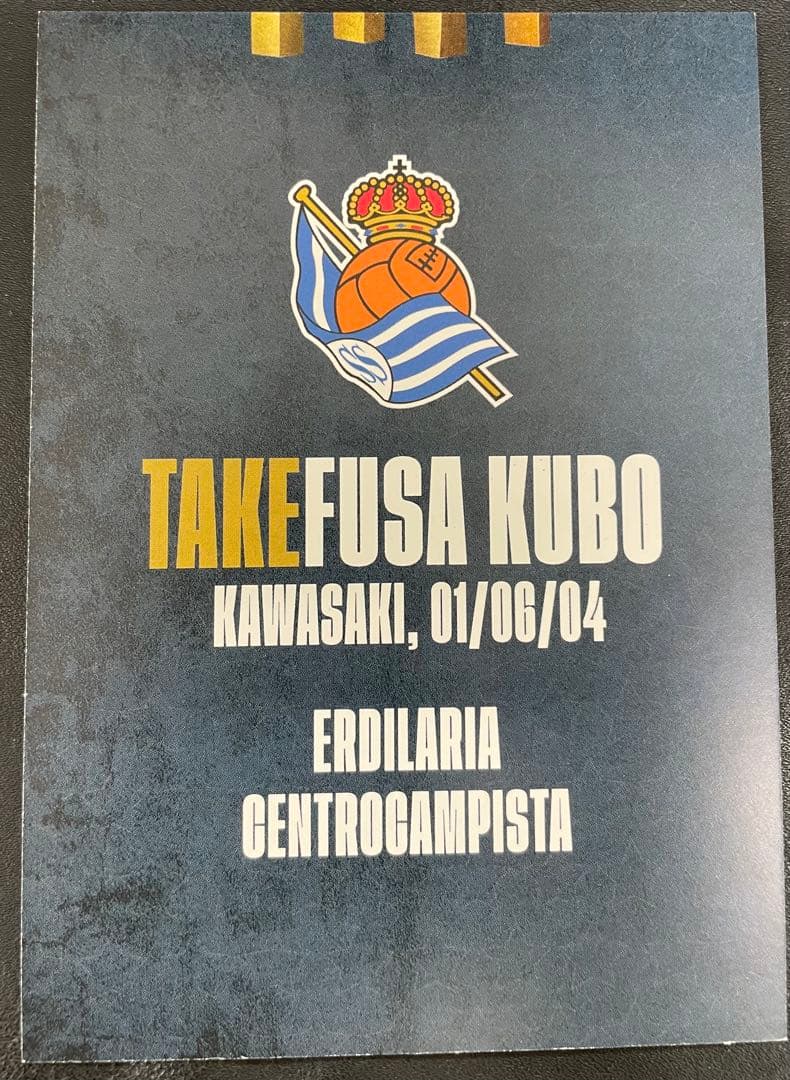 TAKEFUSA KUBO
KAWASAKI, 01/06/04
ERDILARIA
CENTROCAMPISTA